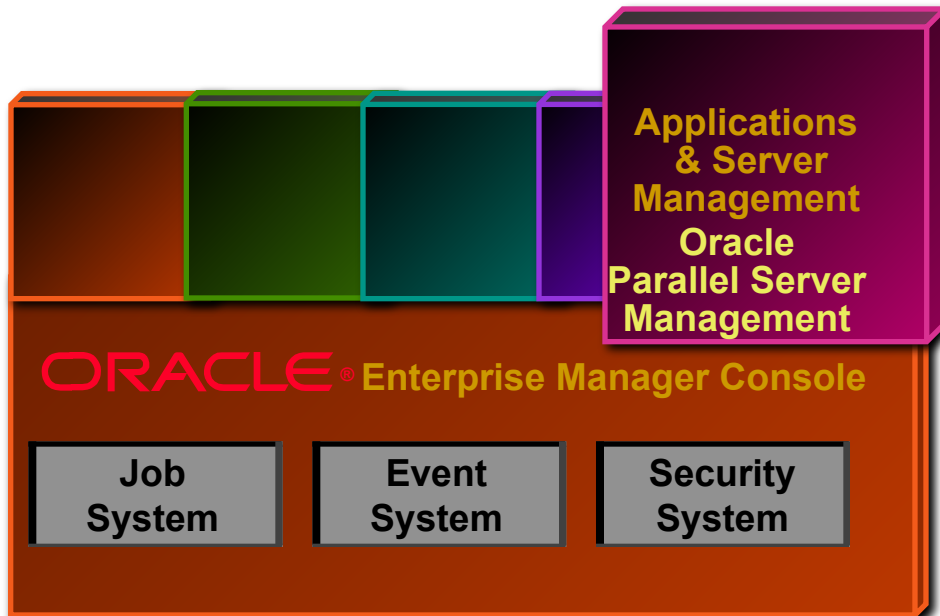 Applications
& Server
Management
Oracle
Parallel Server
Management
ORACLE® Enterprise Manager Console
Job
System
Event
System
Security
System